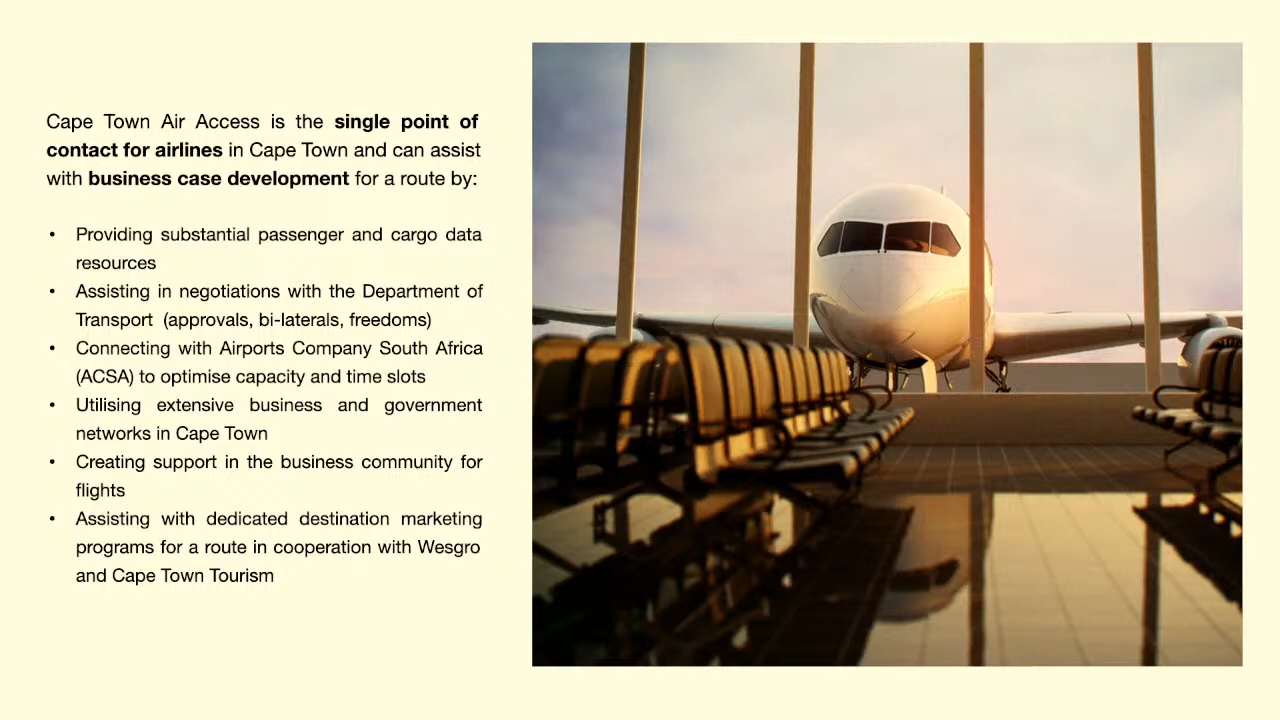 Cape Town Air Access is the single point of
contact for airlines in Cape Town and can assist
with business case development for a route by:
• Providing substantial passenger and cargo data
resources
• Assisting in negotiations with the Department of
Transport (approvals, bi-laterals, freedoms)
• Connecting with Airports Company South Africa
(ACSA) to optimise capacity and time slots
• Utilising extensive business and government
networks in Cape Town
• Creating support in the business community for
flights
• Assisting with dedicated destination marketing
programs for a route in cooperation with Wesgro
and Cape Town Tourism